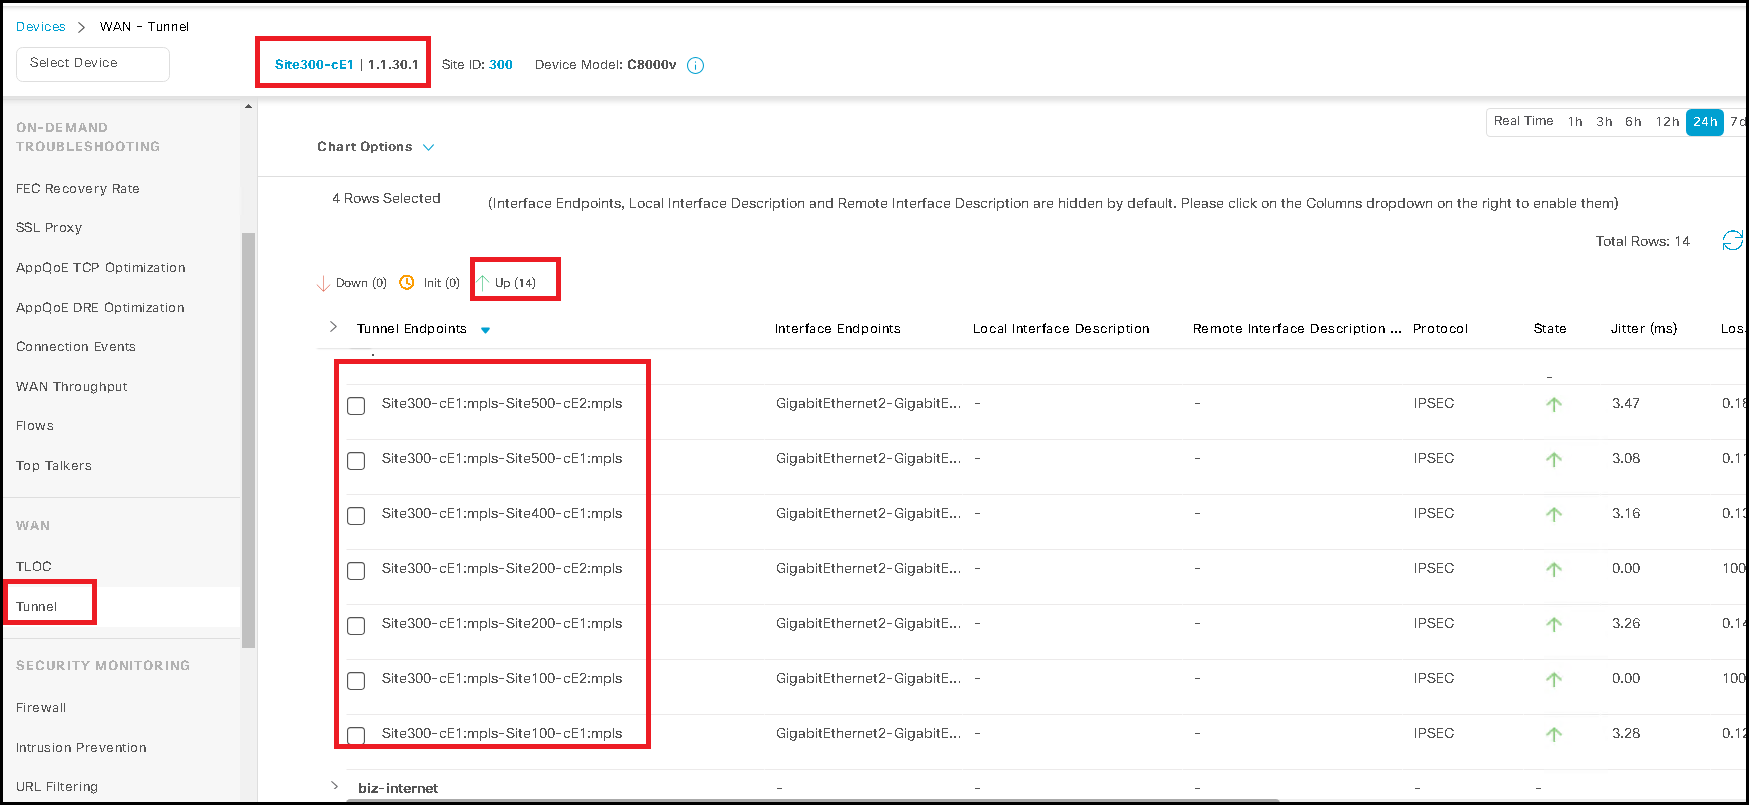 Devices > WAN - Tunnel
Select Device
Site300-cE1 | 1.1.30.1 Site ID: 300 Device Model: C8000v
ON-DEMAND
TROUBLESHOOTING
FEC Recovery Rate
SSL Proxy
AppQoE TCP Optimization
AppQoE DRE Optimization
Connection Events
WAN Throughput
Flows
Top Talkers
WAN
TLOC
Tunnel
SECURITY MONITORING
Firewall
Intrusion Prevention
URL Filtering
Real Time 1h 3h 6h 12h 24h 7d
Chart Options
4 Rows Selected
(Interface Endpoints, Local Interface Description and Remote Interface Description are hidden by default. Please click on the Columns dropdown on the right to enable them)
Total Rows: 14
Down (0) Init (0) Up (14)
Tunnel Endpoints Interface Endpoints Local Interface Description Remote Interface Description ... Protocol State Jitter (ms) Los.
-
Site300-cE1:mpls-Site500-cE2:mpls GigabitEthernet2-GigabitE... - - IPSEC 3.47 0.18
Site300-cE1:mpls-Site500-cE1:mpls GigabitEthernet2-GigabitE... - - IPSEC 3.08 0.11
Site300-cE1:mpls-Site400-cE1:mpls GigabitEthernet2-GigabitE... - - IPSEC 3.16 0.13
Site300-cE1:mpls-Site200-cE2:mpls GigabitEthernet2-GigabitE... - - IPSEC 0.00 100
Site300-cE1:mpls-Site200-cE1:mpls GigabitEthernet2-GigabitE... - - IPSEC 3.26 0.14
Site300-cE1:mpls-Site100-cE2:mpls GigabitEthernet2-GigabitE... - - IPSEC 0.00 100
Site300-cE1:mpls-Site100-cE1:mpls GigabitEthernet2-GigabitE... - - IPSEC 3.28 0.12
biz-internet - - - - -